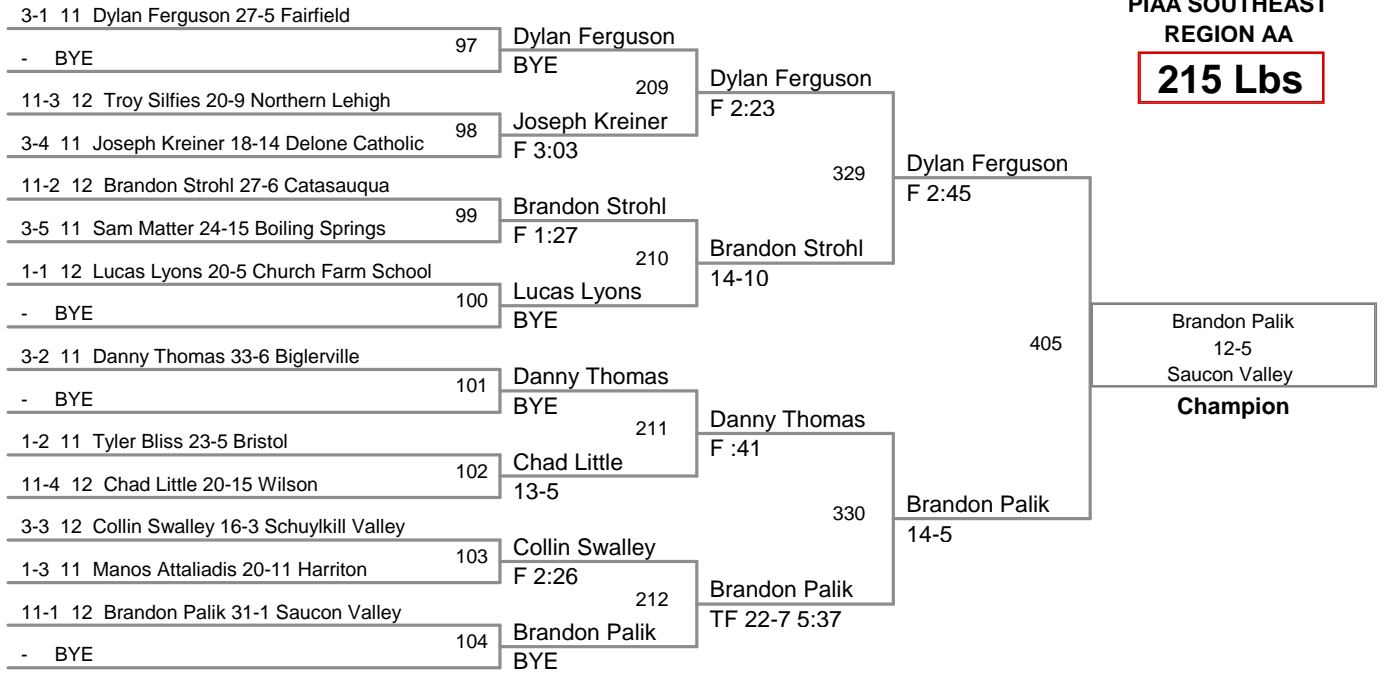 PIAA SOUTHEAST
REGION AA
215 Lbs
3-1 11 Dylan Ferguson 27-5 Fairfield
97
- BYE
11-3 12 Troy Silfies 20-9 Northern Lehigh
98
3-4 11 Joseph Kreiner 18-14 Delone Catholic
11-2 12 Brandon Strohl 27-6 Catasauqua
99
3-5 11 Sam Matter 24-15 Boiling Springs
1-1 12 Lucas Lyons 20-5 Church Farm School
100
- BYE
3-2 11 Danny Thomas 33-6 Biglerville
101
- BYE
1-2 11 Tyler Bliss 23-5 Bristol
102
11-4 12 Chad Little 20-15 Wilson
3-3 12 Collin Swalley 16-3 Schuylkill Valley
103
1-3 11 Manos Attaliadis 20-11 Harriton
11-1 12 Brandon Palik 31-1 Saucon Valley
104
- BYE
Dylan Ferguson
BYE
209
Joseph Kreiner
F 3:03
Brandon Strohl
F 1:27
210
Lucas Lyons
BYE
Danny Thomas
BYE
211
Chad Little
13-5
Collin Swalley
F 2:26
212
Brandon Palik
BYE
Dylan Ferguson
F 2:23
329
Brandon Strohl
14-10
Danny Thomas
F :41
330
Brandon Palik
TF 22-7 5:37
Dylan Ferguson
F 2:45
405
Brandon Palik
14-5
Brandon Palik
12-5
Saucon Valley
Champion